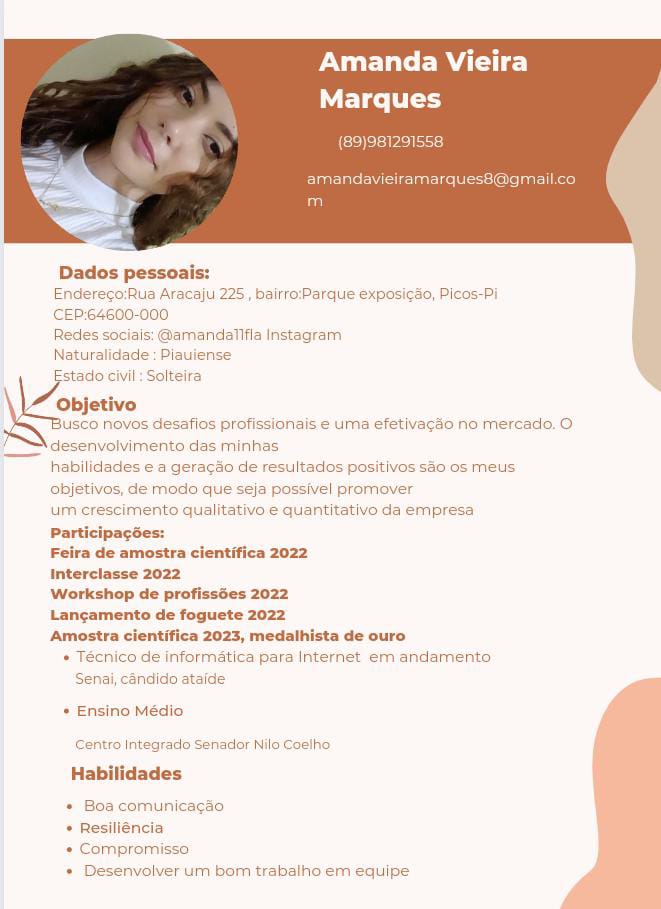 Amanda Vieira
Marques
(89)981291558
amandavieiramarques8@gmail.co
m
Dados pessoais:
Endereço:Rua Aracaju 225 , bairro:Parque exposição, Picos-Pi
CEP:64600-000
Redes sociais: @amanda11fla Instagram
Naturalidade : Piauiense
Estado civil : Solteira
Objetivo
Busco novos desafios profissionais e uma efetivação no mercado. O
desenvolvimento das minhas
habilidades e a geração de resultados positivos são os meus
objetivos, de modo que seja possível promover
um crescimento qualitativo e quantitativo da empresa
Participações:
Feira de amostra científica 2022
Interclasse 2022
Workshop de profissões 2022
Lançamento de foguete 2022
Amostra científica 2023, medalhista de ouro
• Técnico de informática para Internet em andamento
Senai, cândido ataíde
• Ensino Médio
Centro Integrado Senador Nilo Coelho
Habilidades
• Boa comunicação
• Resiliência
• Compromisso
• Desenvolver um bom trabalho em equipe